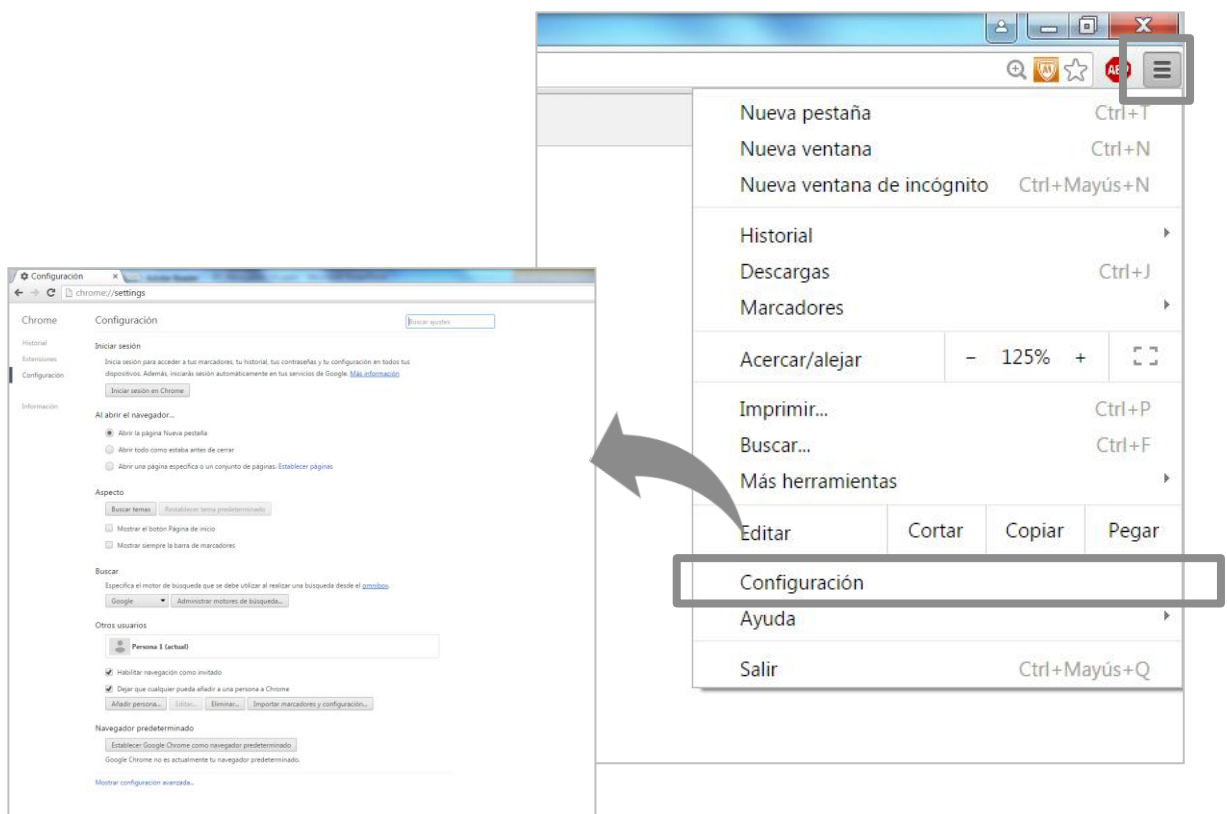 Nueva pestaña Ctrl+T
Nueva ventana Ctrl+N
Nueva ventana de incógnito Ctrl+Mayús+N
Historial
Descargas Ctrl+J
Marcadores
Acercar/alejar - 125% +
Imprimir... Ctrl+P
Buscar... Ctrl+F
Más herramientas
Editar Cortar Copiar Pegar
Configuración
Ayuda
Salir Ctrl+Mayús+Q
Configuración
chrome://settings
Chrome
Historial
Extensiones
Configuración
Información
Configuración
Buscar ajustes
Iniciar sesión
Inicia sesión para acceder a tus marcadores, tu historial, tus contraseñas y tu configuración en todos tus
dispositivos. Además, iniciarás sesión automáticamente en tus servicios de Google. Más información
Iniciar sesión en Chrome
Al abrir el navegador...
Abrir la página Nueva pestaña
Abrir todo como estaba antes de cerrar
Abrir una página específica o un conjunto de páginas. Establecer páginas
Aspecto
Buscar temas Restablecer tema predeterminado
Mostrar el botón Página de inicio
Mostrar siempre la barra de marcadores
Buscar
Especifica el motor de búsqueda que se debe utilizar al realizar una búsqueda desde el omnibox.
Google Administrar motores de búsqueda...
Otros usuarios
Persona 1 (actual)
Habilitar navegación como invitado
Dejar que cualquier pueda añadir a una persona a Chrome
Añadir persona... Editar... Eliminar... Importar marcadores y configuración...
Navegador predeterminado
Establecer Google Chrome como navegador predeterminado
Google Chrome no es actualmente tu navegador predeterminado.
Mostrar configuración avanzada...